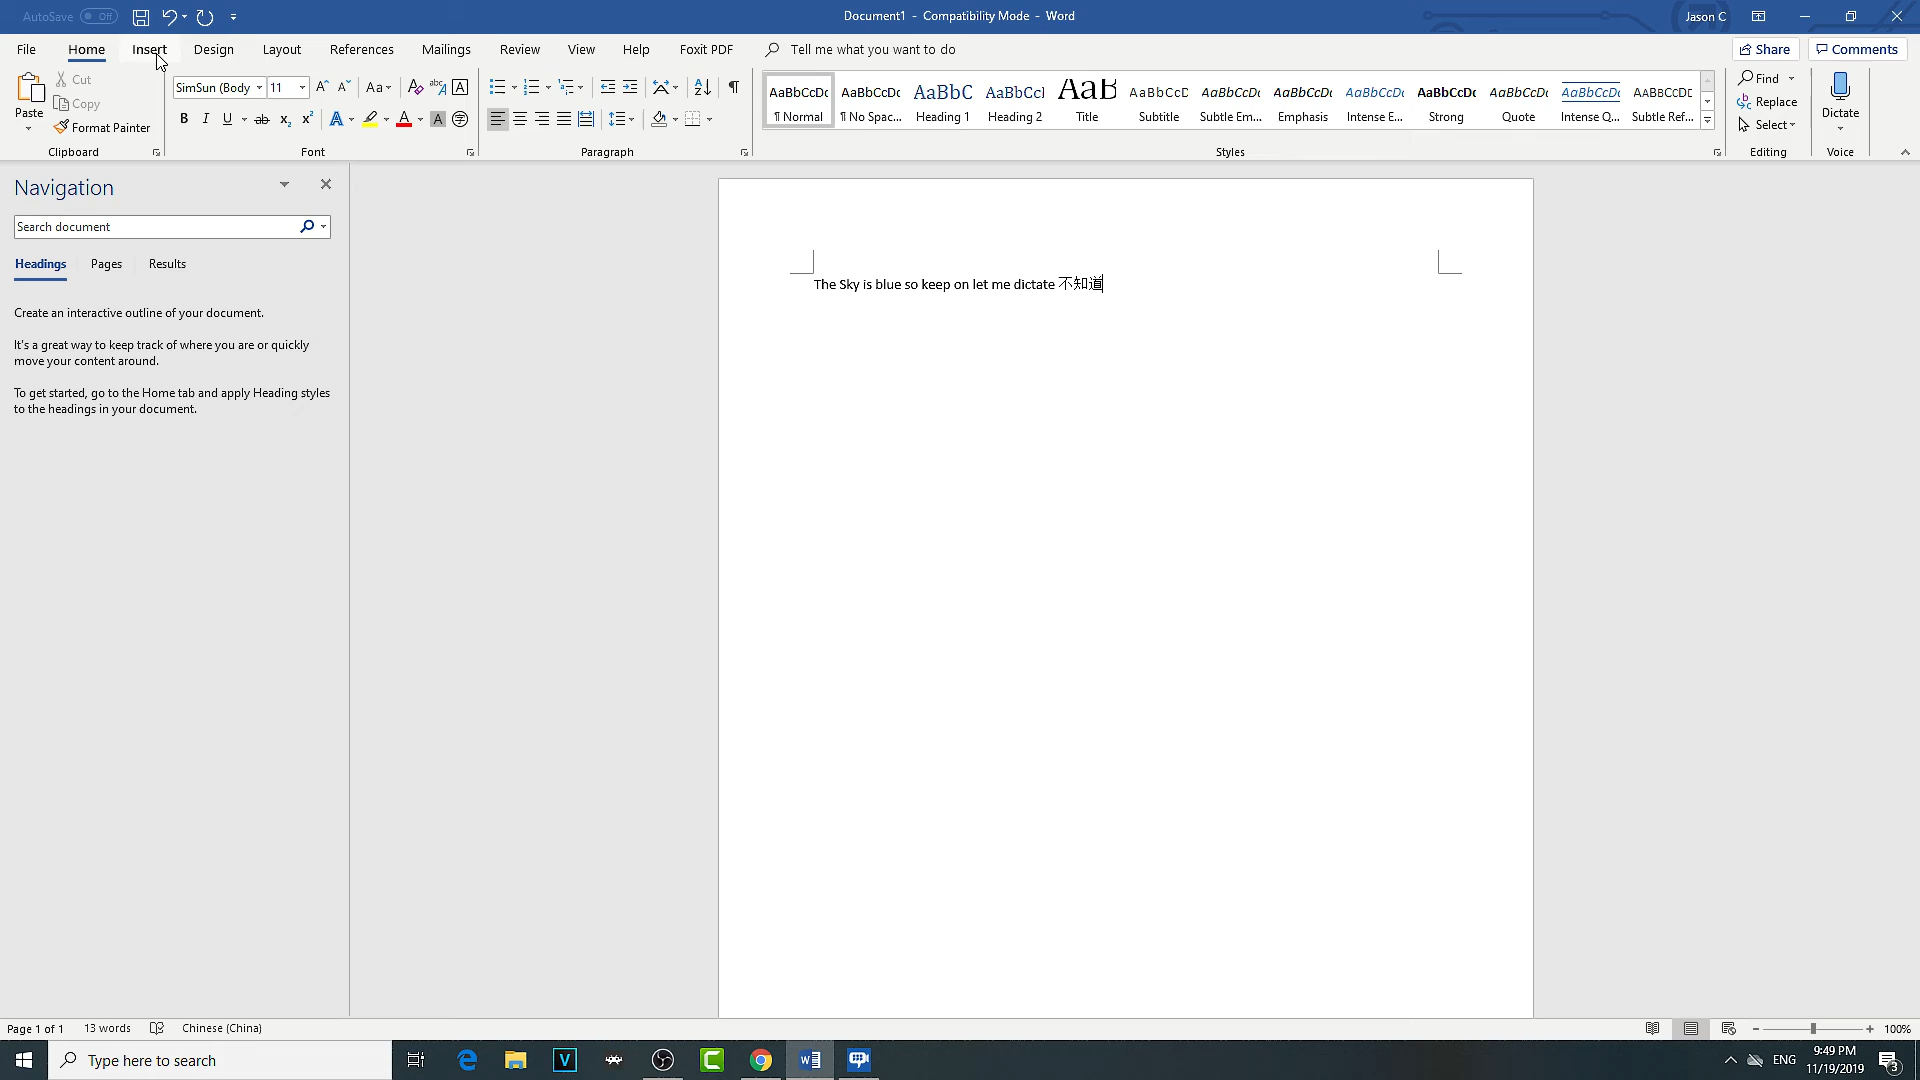 AutoSave Off
Document1 - Compatibility Mode - Word
Jason C
File Home Insert Design Layout References Mailings Review View Help Foxit PDF Tell me what you want to do
Share Comments
Paste
Cut
Copy
Format Painter
Clipboard
SimSun (Body 11
Font
Paragraph
AaBbCcDc AaBbCcDc AaBbC AaBbCcI AaB AaBbCcD AaBbCcDc AaBbCcDc AaBbCcDc AaBbCcDc AaBbCcDc AaBbCcDc AABBCCDE
¶ Normal ¶ No Spac... Heading 1 Heading 2 Title Subtitle Subtle Em... Emphasis Intense E... Strong Quote Intense Q... Subtle Ref...
Styles
Find
Replace
Select
Editing
Dictate
Voice
Navigation
Search document
Headings Pages Results
Create an interactive outline of your document.
It's a great way to keep track of where you are or quickly
move your content around.
To get started, go to the Home tab and apply Heading styles
to the headings in your document.
The Sky is blue so keep on let me dictate 不知道
Page 1 of 1 13 words Chinese (China)
100%
Type here to search
ENG
9:49 PM
11/19/2019
3